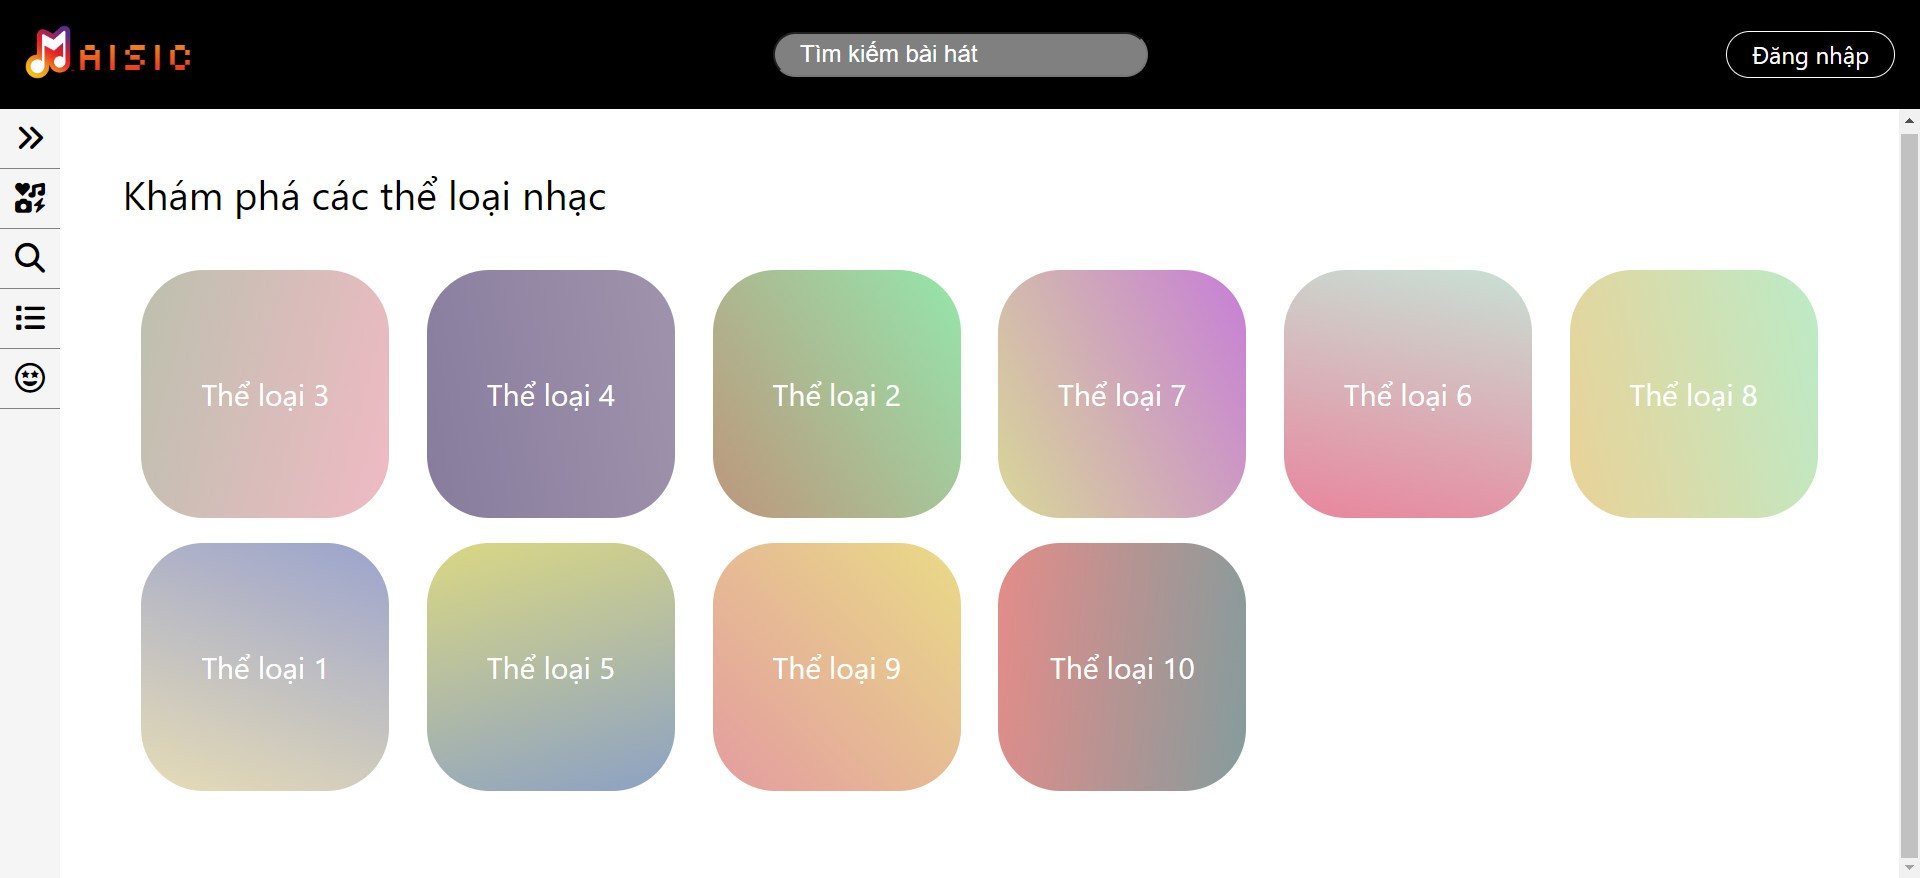 MAISIC
Tìm kiếm bài hát
Đăng nhập
Khám phá các thể loại nhạc
Thể loại 3
Thể loại 4
Thể loại 2
Thể loại 7
Thể loại 6
Thể loại 8
Thể loại 1
Thể loại 5
Thể loại 9
Thể loại 10